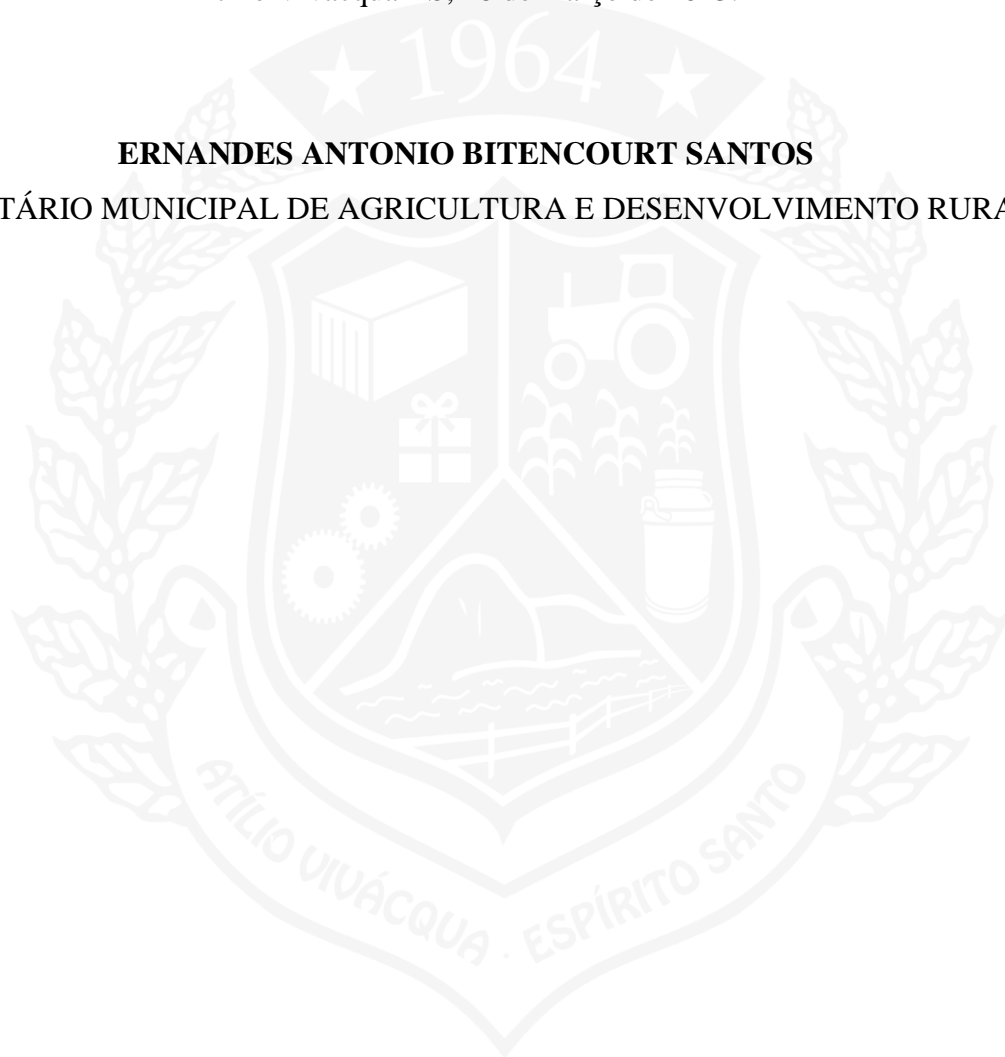 1964
ERNANDES ANTONIO BITENCOURT SANTOS
TÁRIO MUNICIPAL DE AGRICULTURA E DESENVOLVIMENTO RURA
ATÍLIO VIVÁCQUA . ESPÍRITO SANTO